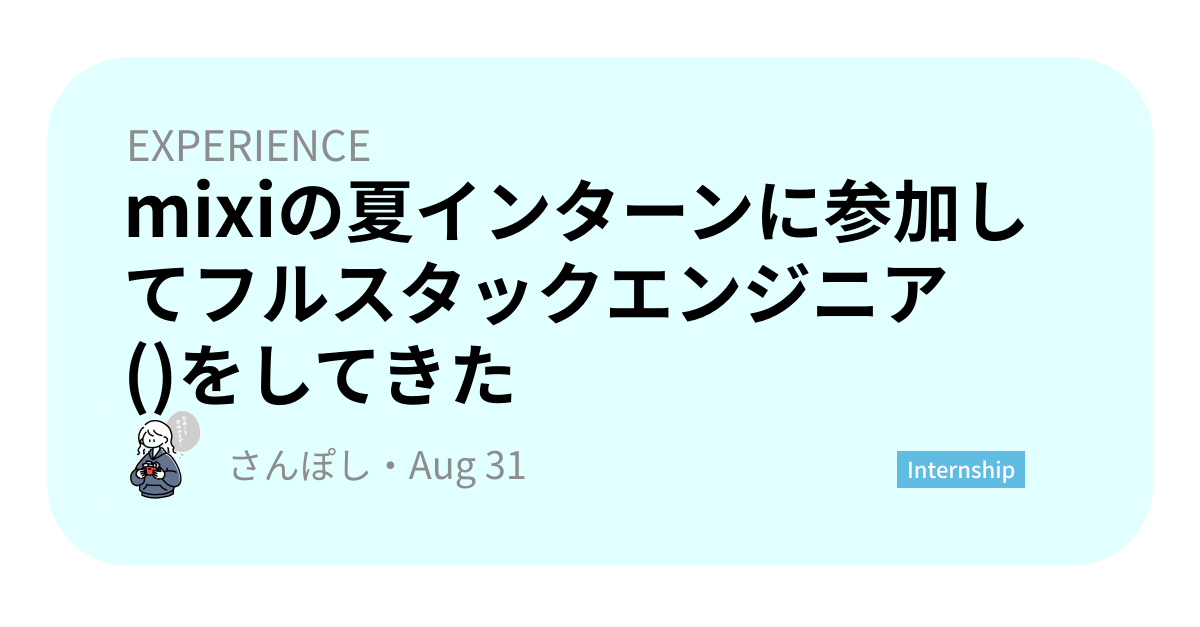 EXPERIENCE
mixiの夏インターンに参加し
てフルスタックエンジニア
()をしてきた
さんぽし・Aug 31
Internship